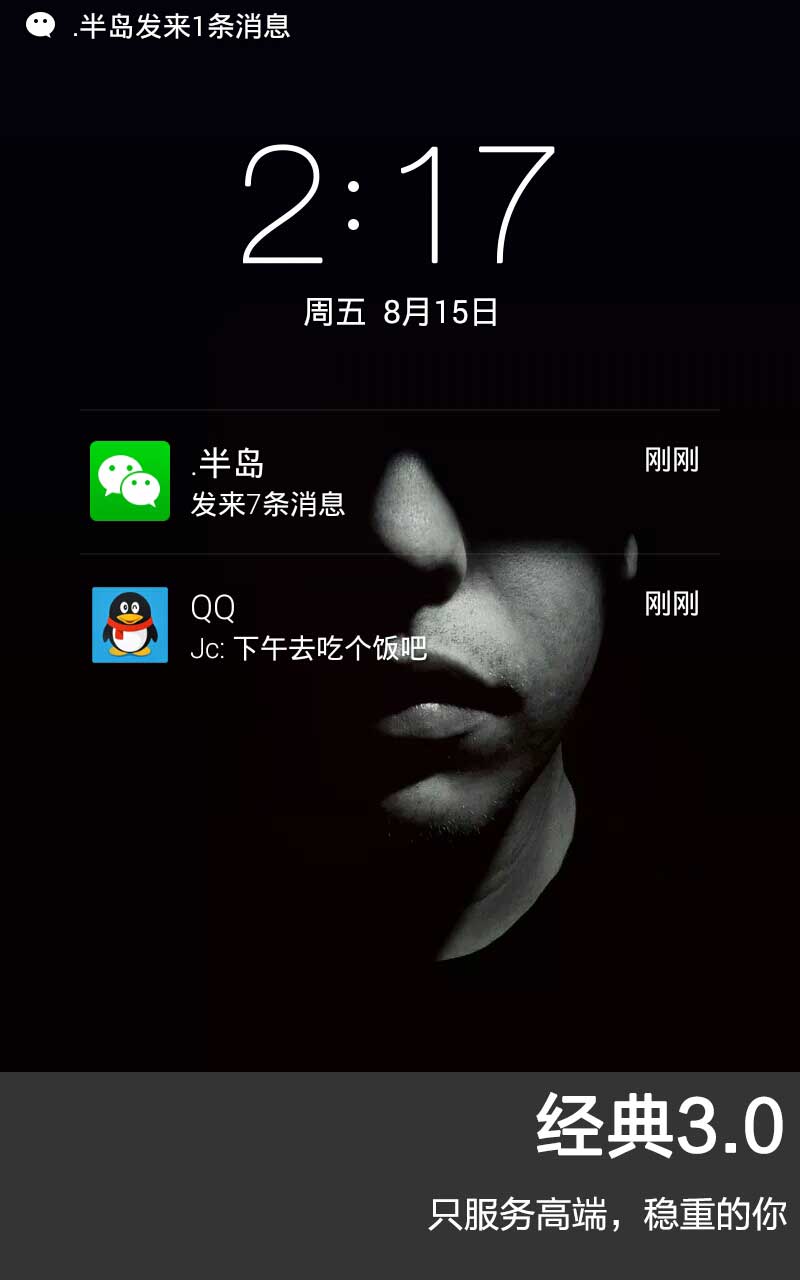 .半岛发来1条消息
2:17
周五 8月15日
.半岛
刚刚
发来7条消息
QQ
刚刚
Jc: 下午去吃个饭吧
经典3.0
只服务高端，稳重的你